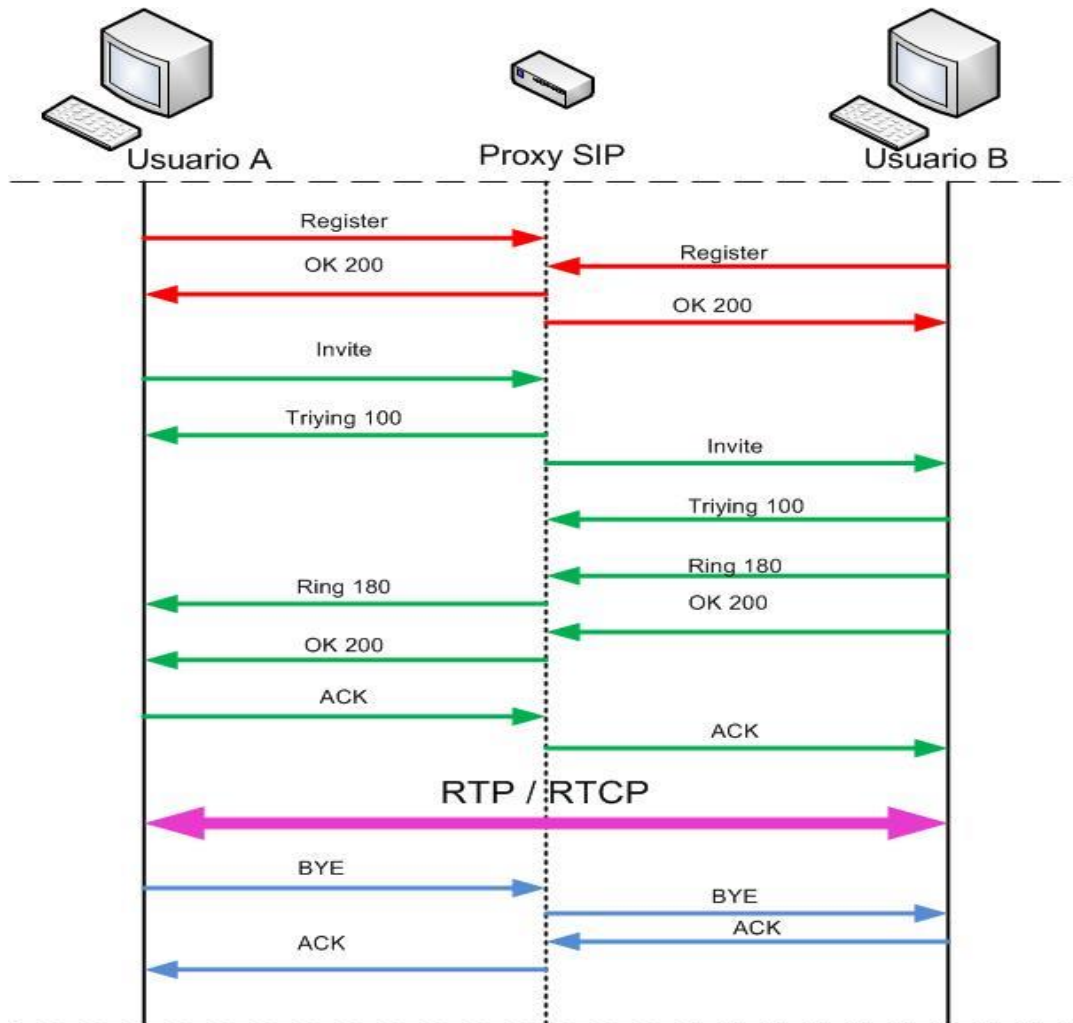 Usuario A
Proxy SIP
Usuario B
Register
Register
OK 200
OK 200
Invite
Triying 100
Invite
Triying 100
Ring 180
Ring 180
OK 200
OK 200
ACK
ACK
RTP / RTCP
BYE
BYE
ACK
ACK